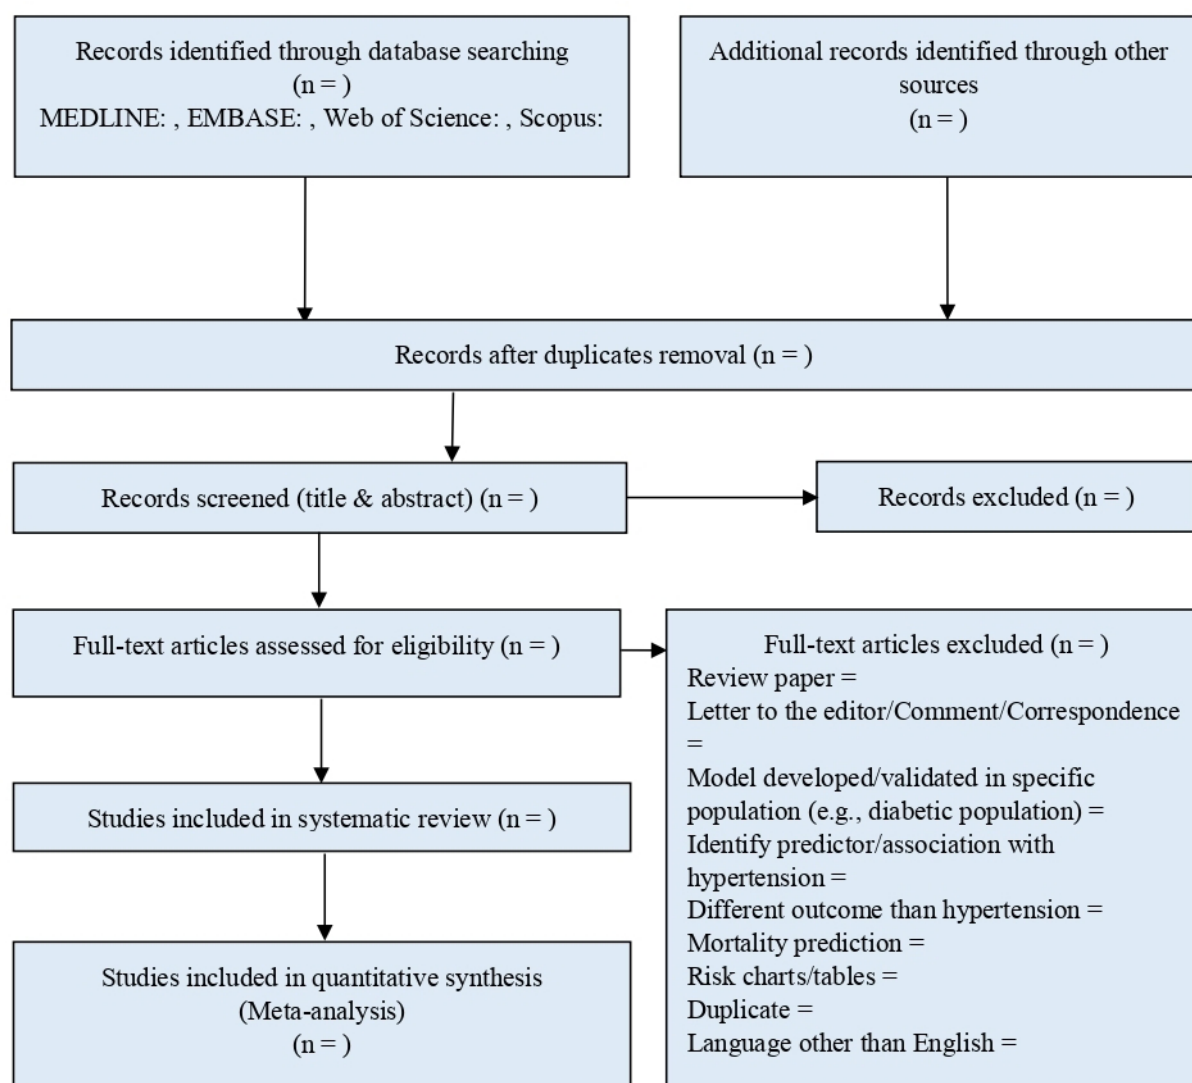 Records identified through database searching
(n = )
MEDLINE: , EMBASE: , Web of Science: , Scopus:
Additional records identified through other
sources
(n = )
Records after duplicates removal (n = )
Records screened (title & abstract) (n = )
Records excluded (n = )
Full-text articles assessed for eligibility (n = )
Full-text articles excluded (n = )
Review paper =
Letter to the editor/Comment/Correspondence
=
Model developed/validated in specific
population (e.g., diabetic population) =
Identify predictor/association with
hypertension =
Different outcome than hypertension =
Mortality prediction =
Risk charts/tables =
Duplicate =
Language other than English =
Studies included in systematic review (n = )
Studies included in quantitative synthesis
(Meta-analysis)
(n = )